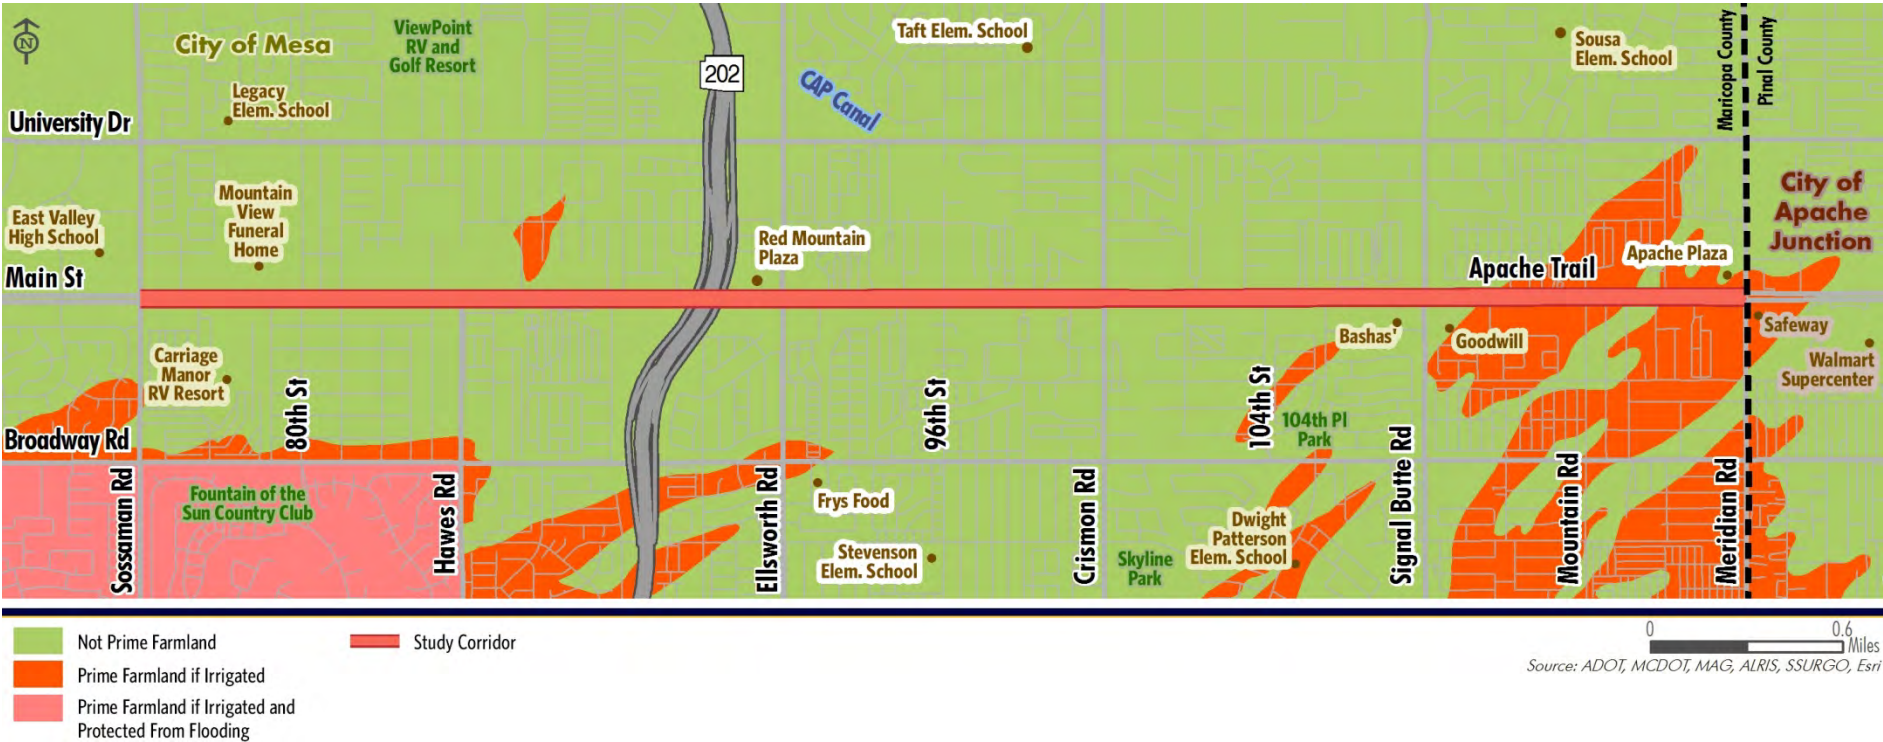 N
City of Mesa
ViewPoint
RV and
Golf Resort
202
Taft Elem. School
CAP Canal
Sousa
Elem. School
Maricopa County
Pinal County
Legacy
Elem. School
University Dr
East Valley
High School
Mountain
View
Funeral
Home
Red Mountain
Plaza
City of
Apache
Junction
Main St
Apache Trail
Apache Plaza
Bashas'
Goodwill
Safeway
Walmart
Supercenter
Carriage
Manor
RV Resort
80th St
96th St
104th St
104th Pl
Park
Broadway Rd
Sossaman Rd
Fountain of the
Sun Country Club
Hawes Rd
Ellsworth Rd
Frys Food
Stevenson
Elem. School
Crismon Rd
Skyline
Park
Dwight
Patterson
Elem. School
Signal Butte Rd
Mountain Rd
Meridian Rd
Not Prime Farmland
Prime Farmland if Irrigated
Prime Farmland if Irrigated and
Protected From Flooding
Study Corridor
0 0.6
Miles
Source: ADOT, MCDOT, MAG, ALRIS, SSURGO, Esri